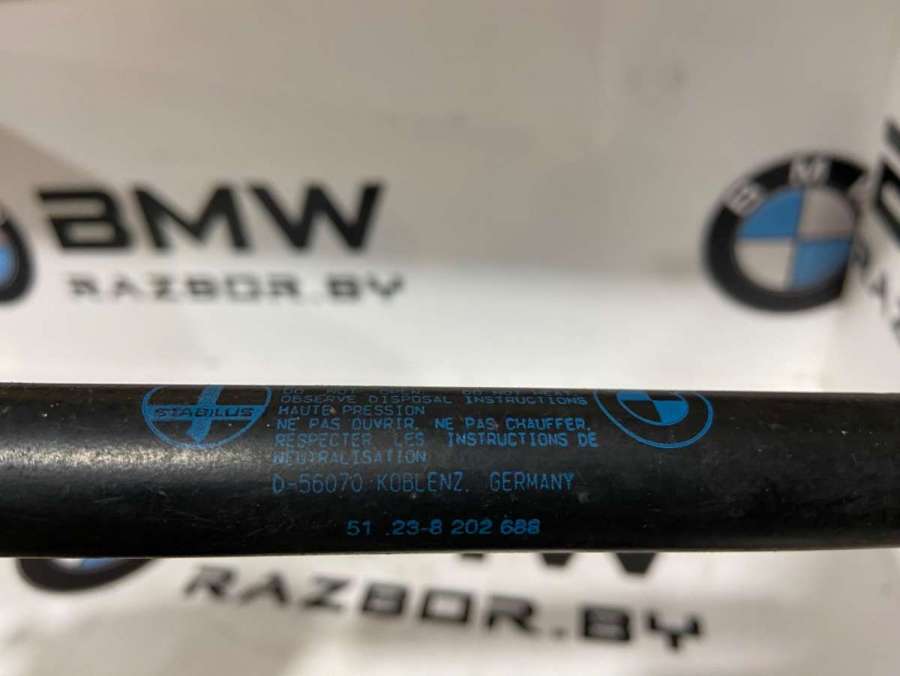 BMW
RAZBOR.BY
BMW
STABILUS
OBSERVE DISPOSAL INSTRUCTIONS
HAUTE PRESSION
NE PAS OUVRIR. NE PAS CHAUFFER.
RESPECTER LES INSTRUCTIONS DE
NEUTRALISATION
D-56070 KOBLENZ, GERMANY
51 .23-8 202 688
RAZBOR.BY